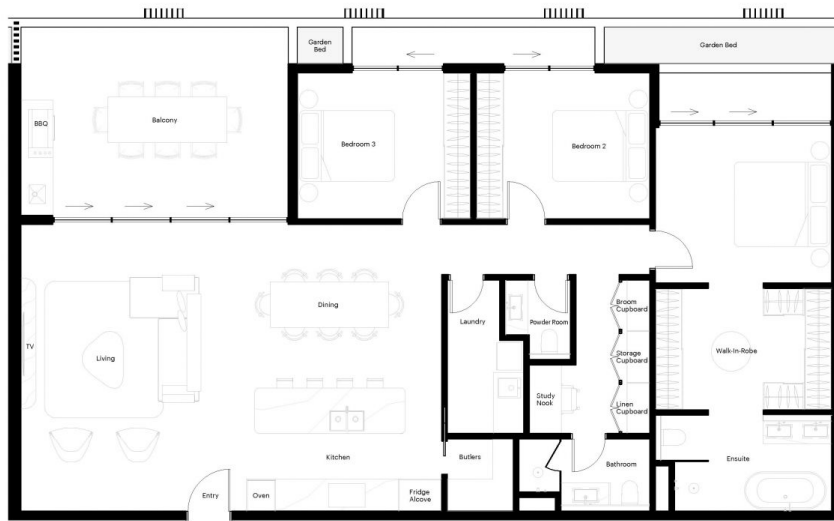 Garden
Bed
Garden Bed
BBQ
Balcony
Bedroom 3
Bedroom 2
Broom
Cupboard
Dining
Laundry
Powder Room
TV
Living
Storage
Cupboard
Walk-In-Robe
Study
Nook
Linen
Cupboard
Kitchen
Butlers
Bathroom
Ensuite
Entry
Oven
Fridge
Alcove